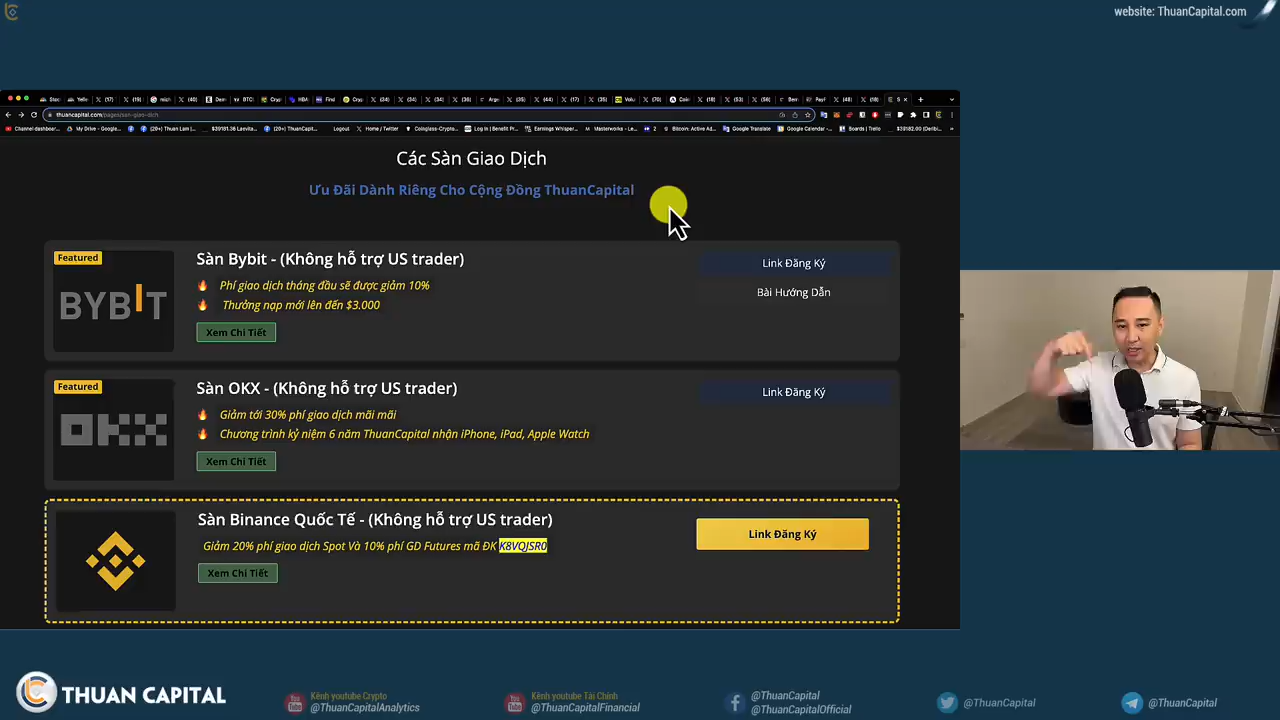 website: ThuanCapital.com
thuancapital.com/pages/san-giao-dich
Các Sàn Giao Dịch
Ưu Đãi Dành Riêng Cho Cộng Đồng ThuanCapital
Featured
BYBIT
Sàn Bybit - (Không hỗ trợ US trader)
Phí giao dịch tháng đầu sẽ được giảm 10%
Thưởng nạp mới lên đến $3.000
Xem Chi Tiết
Link Đăng Ký
Bài Hướng Dẫn
Featured
OKX
Sàn OKX - (Không hỗ trợ US trader)
Giảm tới 30% phí giao dịch mãi mãi
Chương trình kỷ niệm 6 năm ThuanCapital nhận iPhone, iPad, Apple Watch
Xem Chi Tiết
Link Đăng Ký
Sàn Binance Quốc Tế - (Không hỗ trợ US trader)
Giảm 20% phí giao dịch Spot Và 10% phí GD Futures mã ĐK K8VQJSR0
Xem Chi Tiết
Link Đăng Ký
THUAN CAPITAL
Kênh youtube Crypto
@ThuanCapitalAnalytics
Kênh youtube Tài Chính
@ThuanCapitalFinancial
@ThuanCapital
@ThuanCapitalOfficial
@ThuanCapital
@ThuanCapital